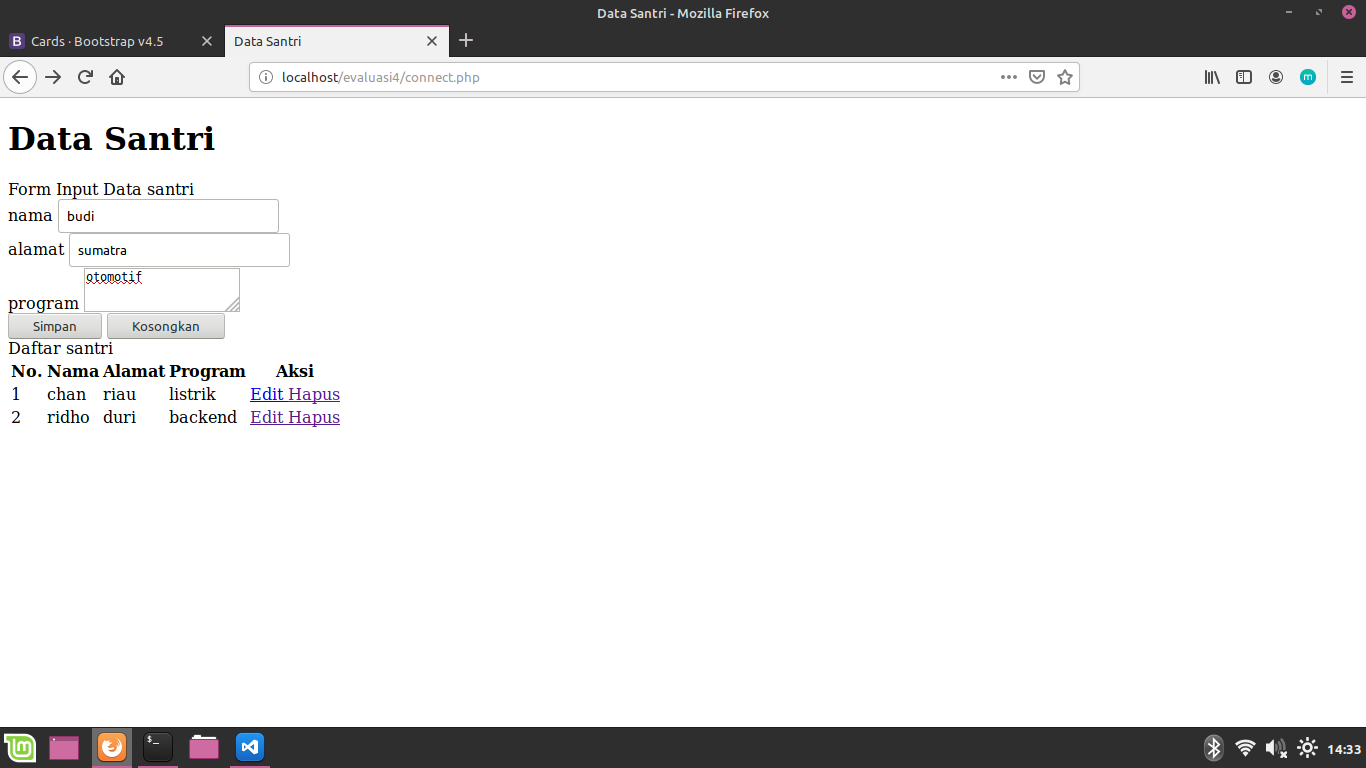 Data Santri - Mozilla Firefox
B Cards · Bootstrap v4.5
Data Santri
localhost/evaluasi4/connect.php
m
Data Santri
Form Input Data santri
nama budi
alamat sumatra
program otomotif
Simpan Kosongkan
Daftar santri
No. Nama Alamat Program Aksi
1 chan riau listrik Edit Hapus
2 ridho duri backend Edit Hapus
$_
14:33